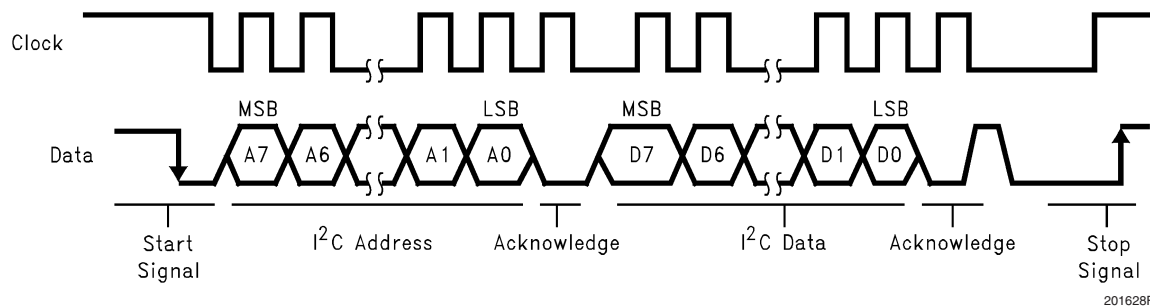 Clock
MSB LSB MSB LSB
Data A7 A6 A1 A0 D7 D6 D1 D0
Start Signal
I²C Address
Acknowledge
I²C Data
Acknowledge
Stop Signal